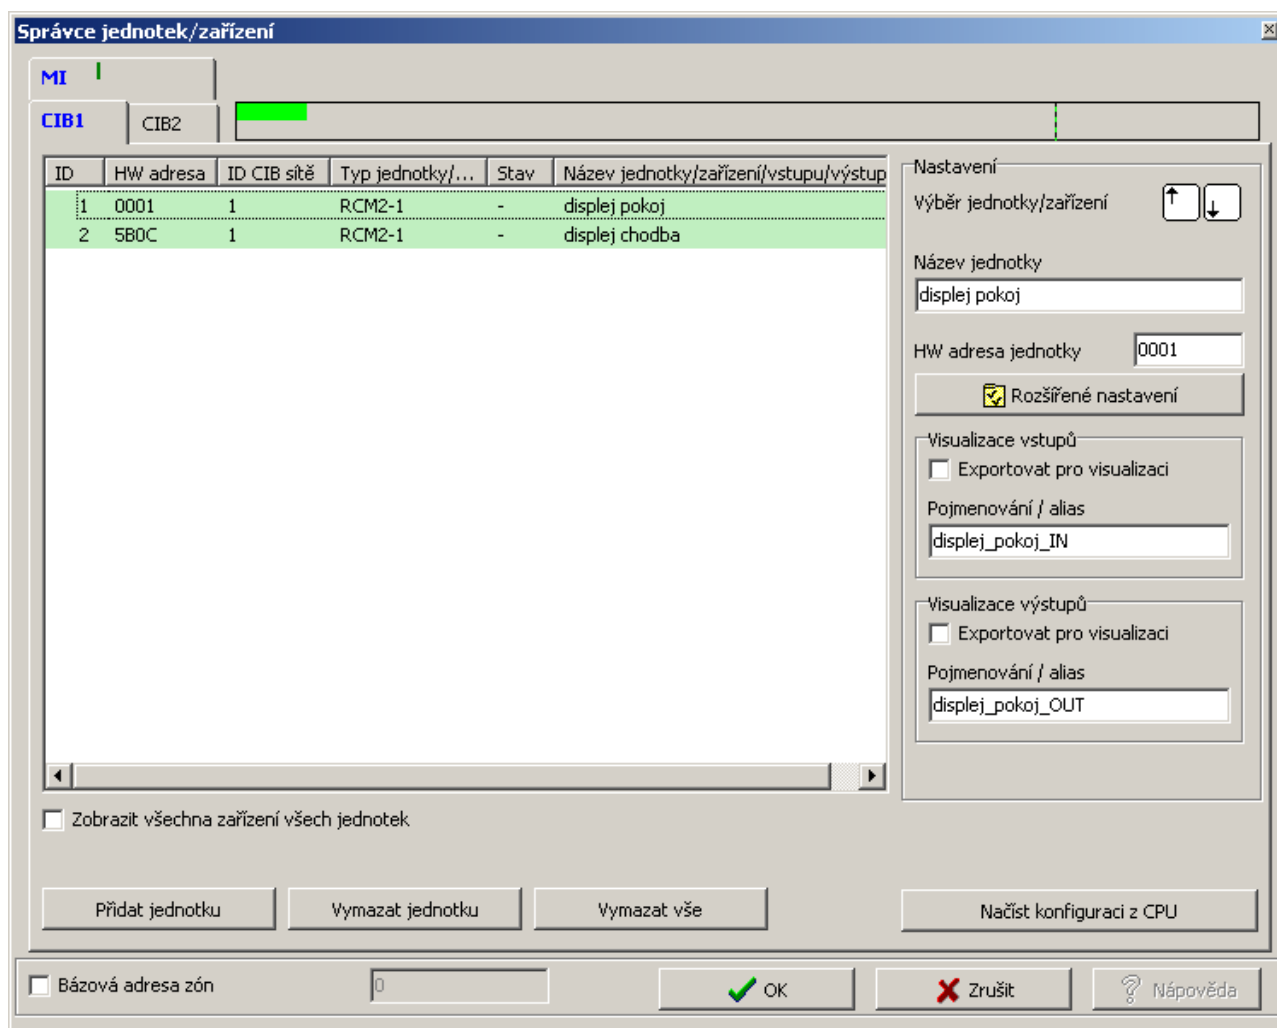 Správce jednotek/zařízení
MI
CIB1 CIB2
ID HW adresa ID CIB sítě Typ jednotky/... Stav Název jednotky/zařízení/vstupu/výstup
1 0001 1 RCM2-1 - displej pokoj
2 5B0C 1 RCM2-1 - displej chodba
Nastavení
Výběr jednotky/zařízení
Název jednotky
displej pokoj
HW adresa jednotky 0001
Rozšířené nastavení
Visualizace vstupů
Exportovat pro visualizaci
Pojmenování / alias
displej_pokoj_IN
Visualizace výstupů
Exportovat pro visualizaci
Pojmenování / alias
displej_pokoj_OUT
Zobrazit všechna zařízení všech jednotek
Přidat jednotku Vymazat jednotku Vymazat vše Načíst konfiguraci z CPU
Bázová adresa zón 0 OK Zrušit Nápověda